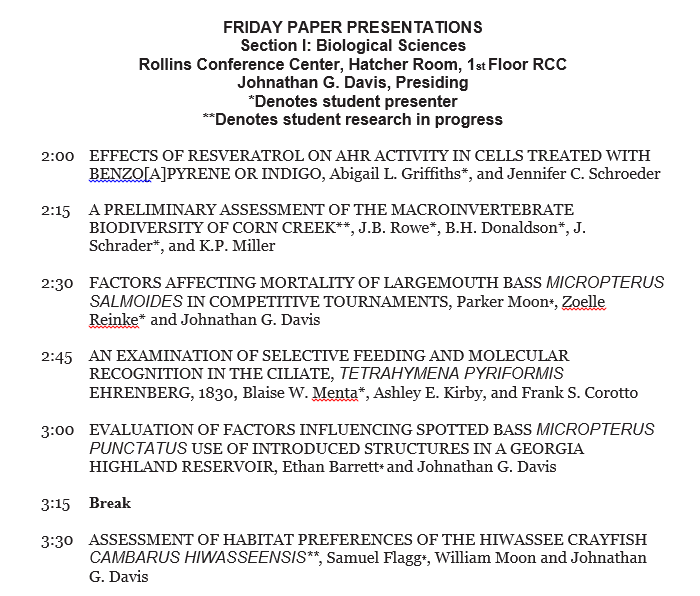 FRIDAY PAPER PRESENTATIONS
Section I: Biological Sciences
Rollins Conference Center, Hatcher Room, 1st Floor RCC
Johnathan G. Davis, Presiding
*Denotes student presenter
**Denotes student research in progress
2:00 EFFECTS OF RESVERATROL ON AHR ACTIVITY IN CELLS TREATED WITH
BENZO[A]PYRENE OR INDIGO, Abigail L. Griffiths*, and Jennifer C. Schroeder
2:15 A PRELIMINARY ASSESSMENT OF THE MACROINVERTEBRATE
BIODIVERSITY OF CORN CREEK**, J.B. Rowe*, B.H. Donaldson*, J.
Schrader*, and K.P. Miller
2:30 FACTORS AFFECTING MORTALITY OF LARGEMOUTH BASS MICROPTERUS
SALMOIDES IN COMPETITIVE TOURNAMENTS, Parker Moon*, Zoelle
Reinke* and Johnathan G. Davis
2:45 AN EXAMINATION OF SELECTIVE FEEDING AND MOLECULAR
RECOGNITION IN THE CILIATE, TETRAHYMENA PYRIFORMIS
EHRENBERG, 1830, Blaise W. Menta*, Ashley E. Kirby, and Frank S. Corotto
3:00 EVALUATION OF FACTORS INFLUENCING SPOTTED BASS MICROPTERUS
PUNCTATUS USE OF INTRODUCED STRUCTURES IN A GEORGIA
HIGHLAND RESERVOIR, Ethan Barrett* and Johnathan G. Davis
3:15 Break
3:30 ASSESSMENT OF HABITAT PREFERENCES OF THE HIWASSEE CRAYFISH
CAMBARUS HIWASSEENSIS**, Samuel Flagg*, William Moon and Johnathan
G. Davis